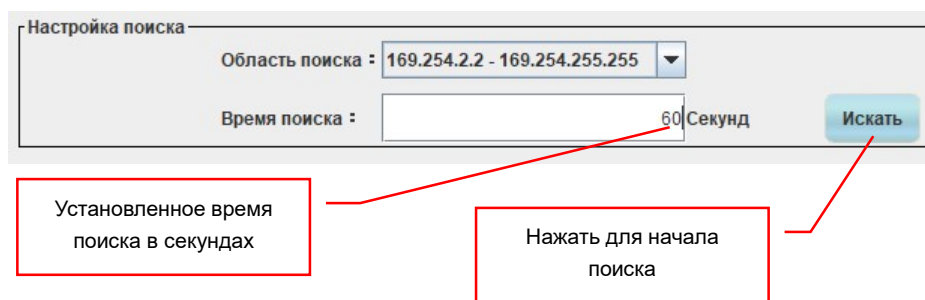 Настройка поиска
Область поиска : 169.254.2.2 - 169.254.255.255
Время поиска : 60 Секунд Искать
Установленное время
поиска в секундах
Нажать для начала
поиска